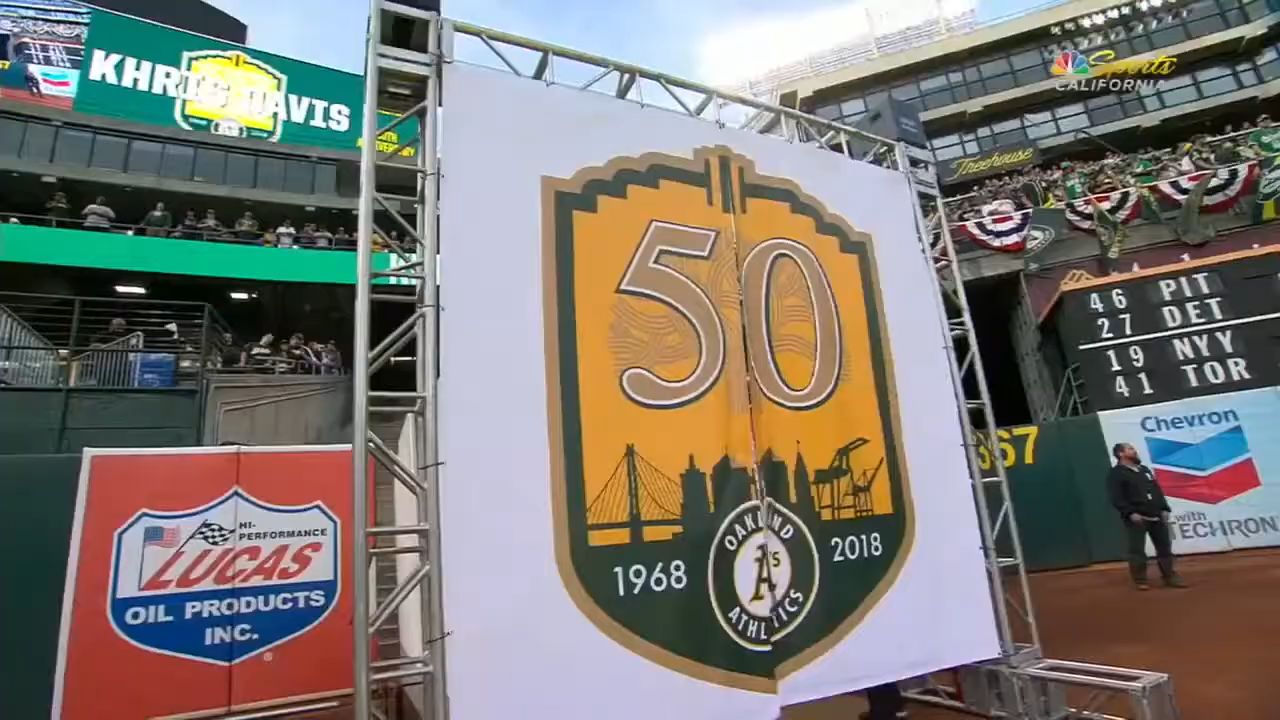 KHRIS DAVIS
NBC Sports
CALIFORNIA
Treehouse
50
1968
2018
OAKLAND
A's
ATHLETICS
46 PIT
27 DET
19 NYY
41 TOR
367
Chevron
with
TECHRON
HI-
PERFORMANCE
LUCAS
OIL PRODUCTS
INC.
®